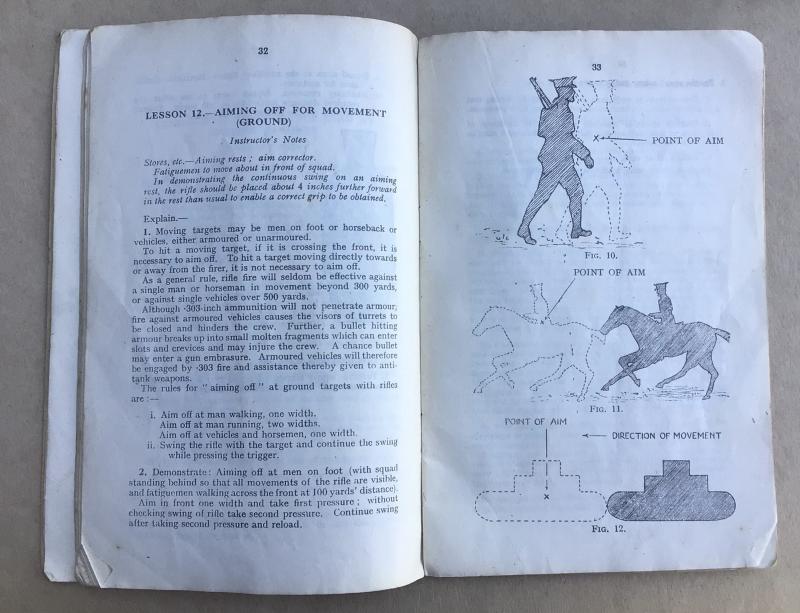 32
LESSON 12.—AIMING OFF FOR MOVEMENT
(GROUND)
Instructor's Notes
Stores, etc.—Aiming rests; aim corrector.
Fatiguemen to move about in front of squad.
In demonstrating the continuous swing on an aiming
rest, the rifle should be placed about 4 inches further forward
in the rest than usual to enable a correct grip to be obtained.
Explain.—
1. Moving targets may be men on foot or horseback or
vehicles, either armoured or unarmoured.
To hit a moving target, if it is crossing the front, it is
necessary to aim off. To hit a target moving directly towards
or away from the firer, it is not necessary to aim off.
As a general rule, rifle fire will seldom be effective against
a single man or horseman in movement beyond 300 yards,
or against single vehicles over 500 yards.
Although ·303-inch ammunition will not penetrate armour,
fire against armoured vehicles causes the visors of turrets to
be closed and hinders the crew. Further, a bullet hitting
armour breaks up into small molten fragments which can enter
slots and crevices and may injure the crew. A chance bullet
may enter a gun embrasure. Armoured vehicles will therefore
be engaged by ·303 fire and assistance thereby given to anti-
tank weapons.
The rules for "aiming off" at ground targets with rifles
are :—
i. Aim off at man walking, one width.
Aim off at man running, two widths.
Aim off at vehicles and horsemen, one width.
ii. Swing the rifle with the target and continue the swing
while pressing the trigger.
2. Demonstrate: Aiming off at men on foot (with squad
standing behind so that all movements of the rifle are visible,
and fatiguemen walking across the front at 100 yards' distance).
Aim in front one width and take first pressure; without
checking swing of rifle take second pressure. Continue swing
after taking second pressure and reload.
33
POINT OF AIM
FIG. 10.
POINT OF AIM
FIG. 11.
POINT OF AIM
DIRECTION OF MOVEMENT
FIG. 12.